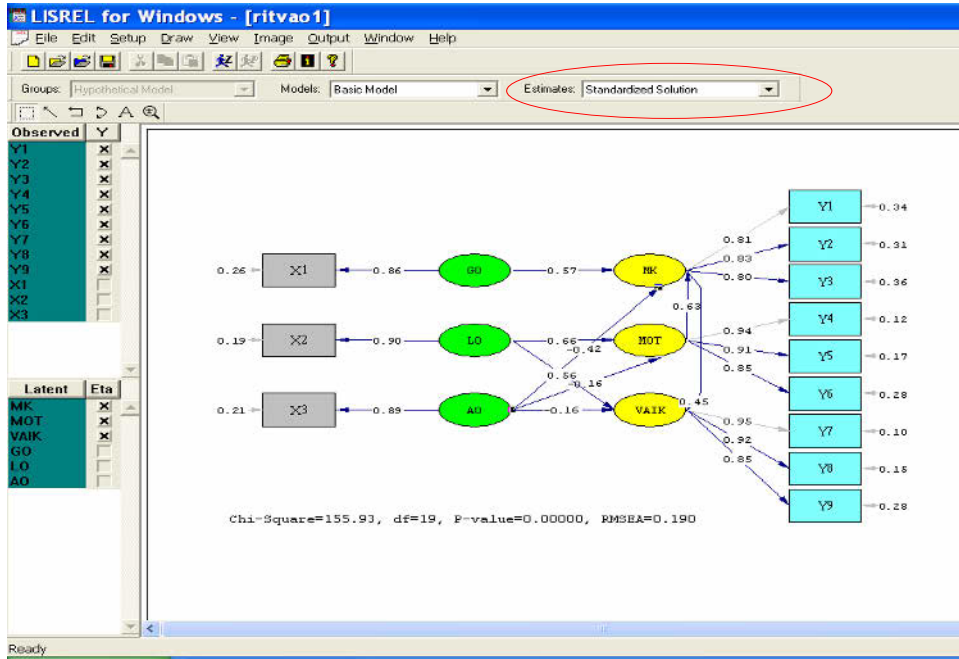 LISREL for Windows - [ritvao1]
File Edit Setup Draw View Image Output Window Help
Groups: Hypothetical Model Models: Basic Model Estimates: Standardized Solution
Observed Y
Y1
Y2
Y3
Y4
Y5
Y6
Y7
Y8
Y9
X1
X2
X3
Latent Eta
MK
MOT
VAIK
GO
LO
AO
Y1 0.34
0.81 Y2 0.31
0.83
0.26 X1 0.86 GO 0.57 MK 0.80 Y3 0.36
0.63
0.94 Y4 0.12
0.19 X2 0.90 LO 0.66 MOT
-0.42 0.91 Y5 0.17
0.85
0.56
-0.16 Y6 0.28
0.21 X3 0.89 AO -0.16 VAIK 0.45
0.95 Y7 0.10
0.92
0.85 Y8 0.15
Y9 0.28
Chi-Square=155.93, df=19, P-value=0.00000, RMSEA=0.190
Ready